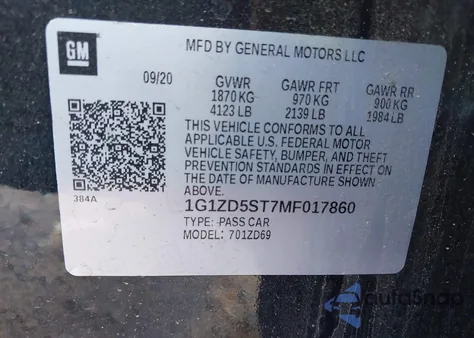 GM
MFD BY GENERAL MOTORS LLC
09/20 GVWR GAWR FRT GAWR RR
1870 KG 970 KG 900 KG
4123 LB 2139 LB 1984 LB
THIS VEHICLE CONFORMS TO ALL
APPLICABLE U.S. FEDERAL MOTOR
VEHICLE SAFETY, BUMPER, AND THEFT
PREVENTION STANDARDS IN EFFECT ON
THE DATE OF MANUFACTURE SHOWN ABOVE.
384A
1G1ZD5ST7MF017860
TYPE: PASS CAR
MODEL: 701ZD69
autoSnap